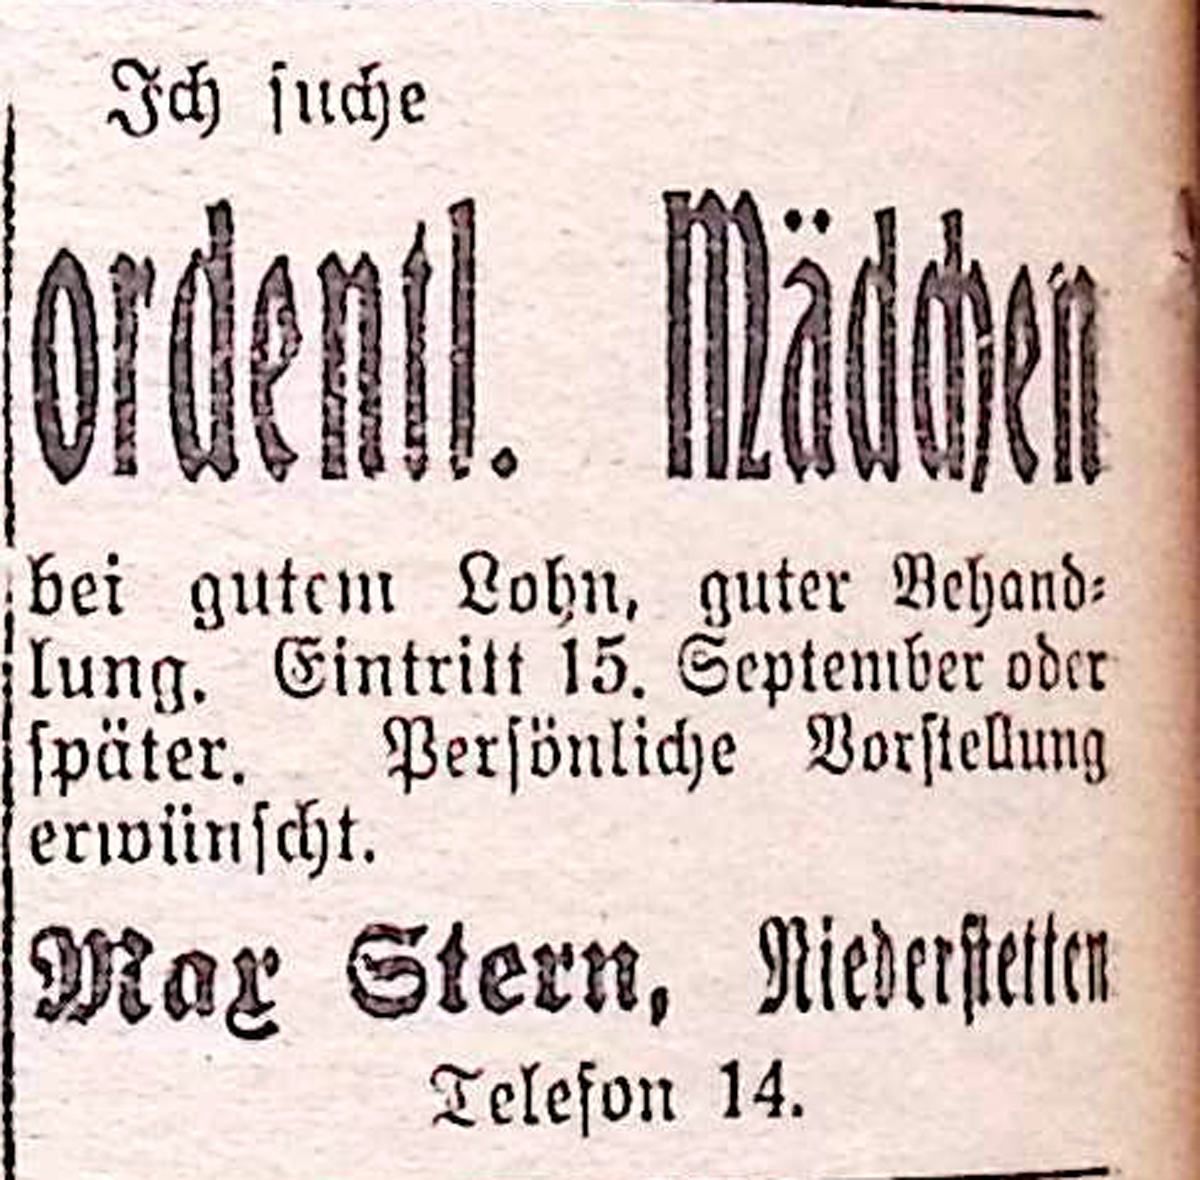 Ich suche
ordentl. Mädchen
bei gutem Lohn, guter Behand-
lung. Eintritt 15. September oder
später. Persönliche Vorstellung
erwünscht.
Max Stern, Niederstetten
Telefon 14.